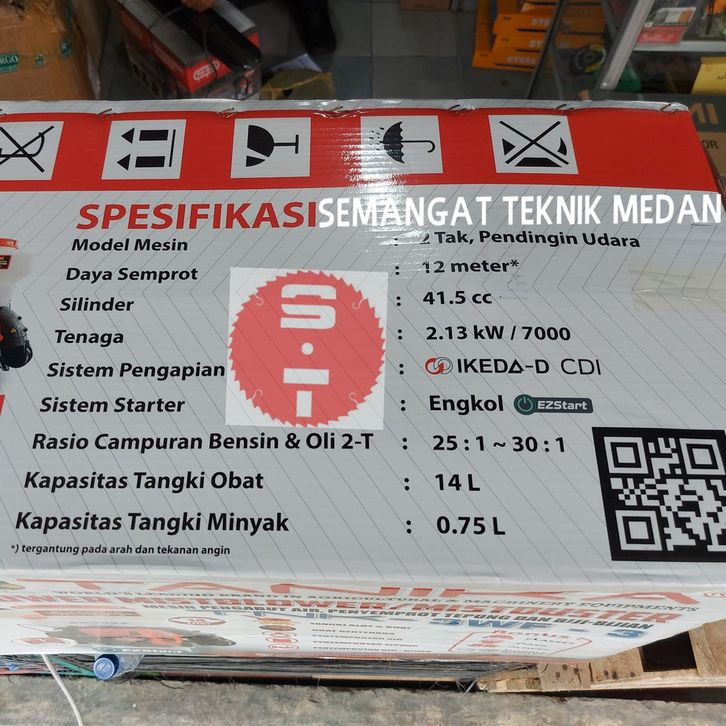 SPESIFIKASI
SEMANGAT TEKNIK MEDAN
Model Mesin : 2 Tak, Pendingin Udara
Daya Semprot : 12 meter*
Silinder : 41.5 cc
Tenaga : 2.13 kW / 7000
Sistem Pengapian : IKEDA-D CDI
Sistem Starter : Engkol EZStart
Rasio Campuran Bensin & Oli 2-T : 25 : 1 ~ 30 : 1
Kapasitas Tangki Obat : 14 L
Kapasitas Tangki Minyak : 0.75 L
*) tergantung pada arah dan tekanan angin
S・T
TANIKA
EZStart